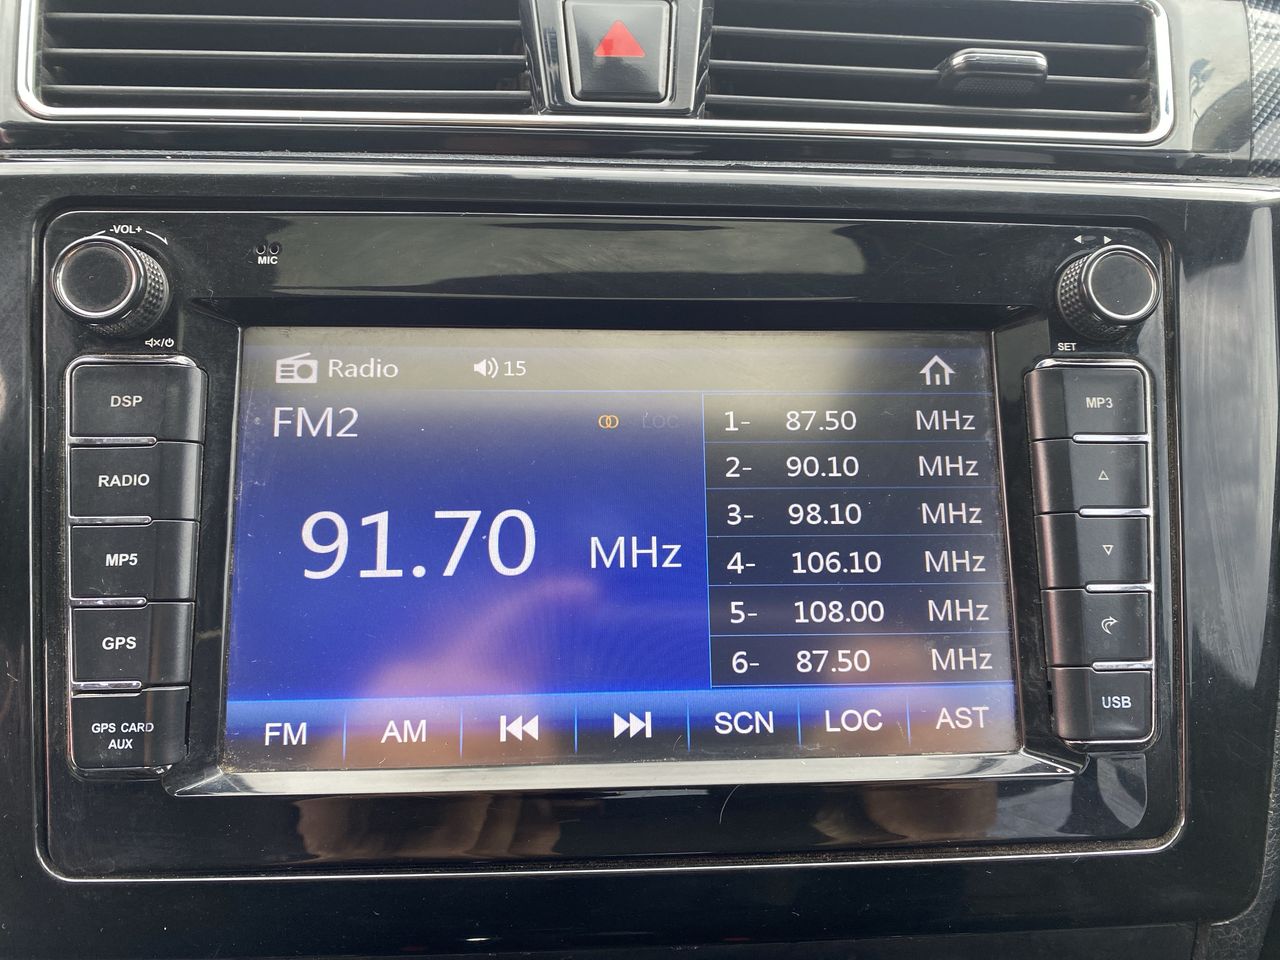 -VOL+
MIC
SET
DSP
RADIO
MP5
GPS
GPS CARD
AUX
Radio 15
FM2 LOC
91.70 MHz
1- 87.50 MHz
2- 90.10 MHz
3- 98.10 MHz
4- 106.10 MHz
5- 108.00 MHz
6- 87.50 MHz
FM AM SCN LOC AST
MP3
USB